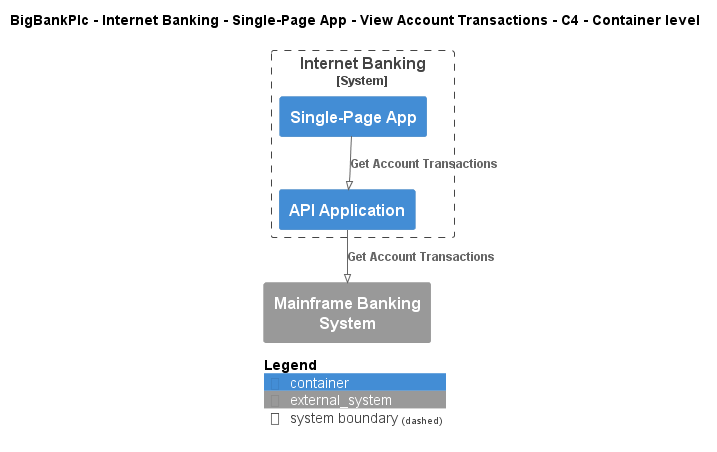 BigBankPlc - Internet Banking - Single-Page App - View Account Transactions - C4 - Container level
Internet Banking
[System]
Single-Page App
Get Account Transactions
API Application
Get Account Transactions
Mainframe Banking
System
Legend
container
external_system
system boundary (dashed)